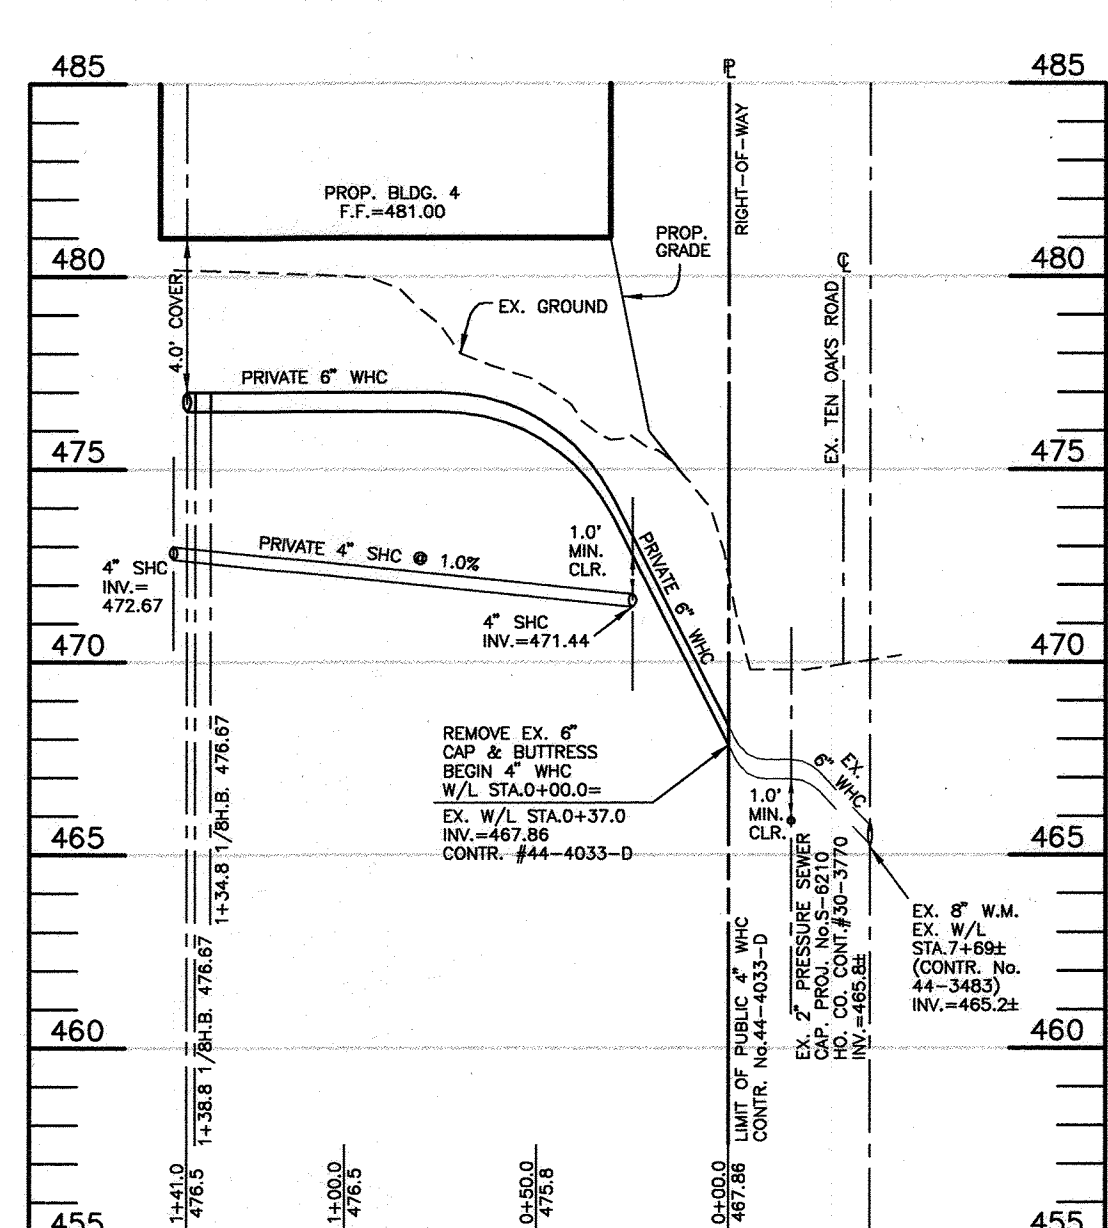 485
485
℄
RIGHT-OF-WAY
PROP. BLDG. 4
F.F.=481.00
PROP.
GRADE
480
480
℄
4.0' COVER
EX. GROUND
EX. TEN OAKS ROAD
PRIVATE 6" WHC
475
475
PRIVATE 4" SHC @ 1.0%
1.0'
MIN.
CLR.
PRIVATE 6" WHC
4" SHC
INV.=
472.67
4" SHC
INV.=471.44
470
470
REMOVE EX. 6"
CAP & BUTTRESS
BEGIN 4" WHC
W/L STA.0+00.0=
EX. W/L STA.0+37.0
INV.=467.86
CONTR. #44-4033-D
EX.
6" WHC
1.0'
MIN.
CLR.
465
465
1+34.8 1/8H.B. 476.67
1+38.8 1/8H.B. 476.67
LIMIT OF PUBLIC 4" WHC
CONTR. No.44-4033-D
EX. 2" PRESSURE SEWER
CAP. PROJ. No.S-6210
HO. CO. CONT.#30-3770
INV.=465.8±
EX. 8" W.M.
EX. W/L
STA.7+69±
(CONTR. No.
44-3483)
INV.=465.2±
460
460
1+41.0
476.5
1+00.0
476.5
0+50.0
475.8
0+00.0
467.86
455
455